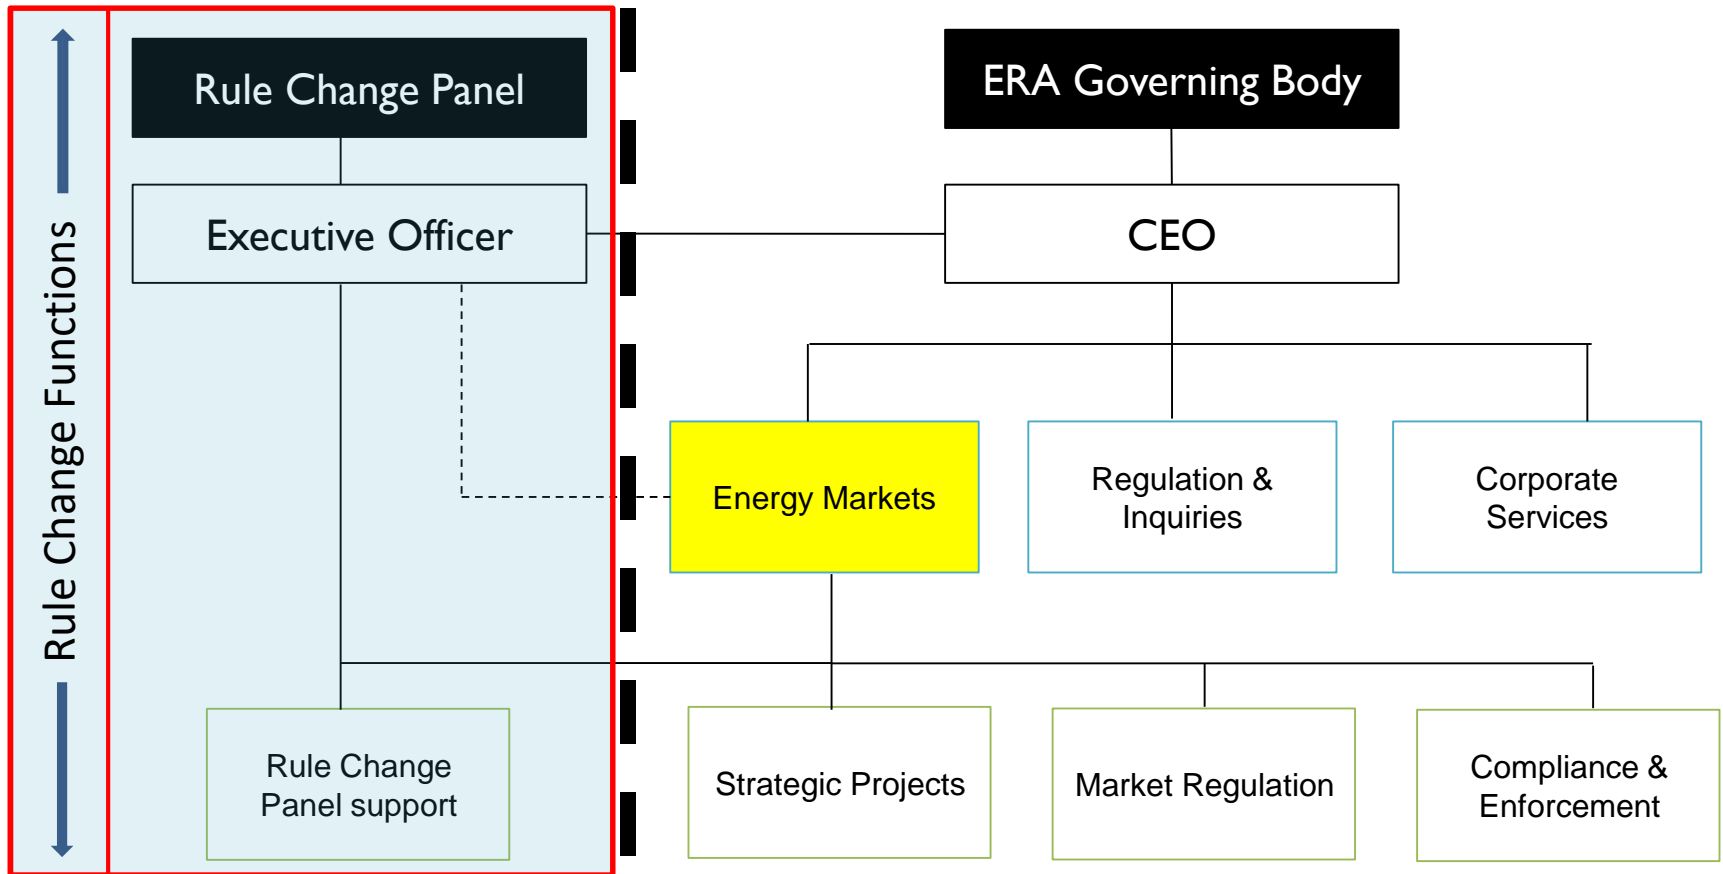 Rule Change Functions
Rule Change Panel
ERA Governing Body
Executive Officer
CEO
Energy Markets
Regulation &
Inquiries
Corporate
Services
Rule Change
Panel support
Strategic Projects
Market Regulation
Compliance &
Enforcement